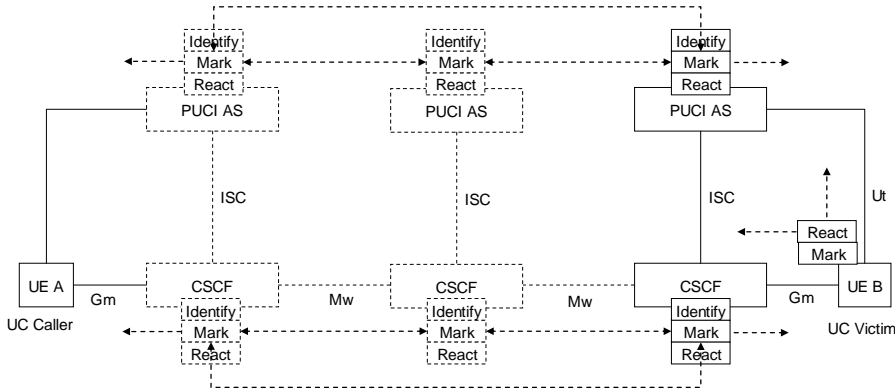 Identify
Mark
React
PUCI AS
Identify
Mark
React
PUCI AS
Identify
Mark
React
PUCI AS
ISC
ISC
ISC
Ut
React
Mark
UE A
Gm
CSCF
Mw
CSCF
Mw
CSCF
Gm
UE B
UC Caller
UC Victim
Identify
Mark
React
Identify
Mark
React
Identify
Mark
React